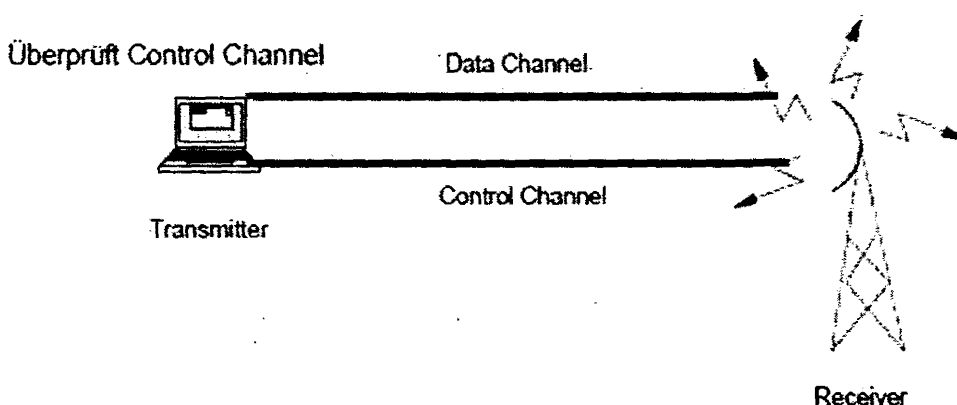 Überprüft Control Channel
Data Channel
Control Channel
Transmitter
Receiver